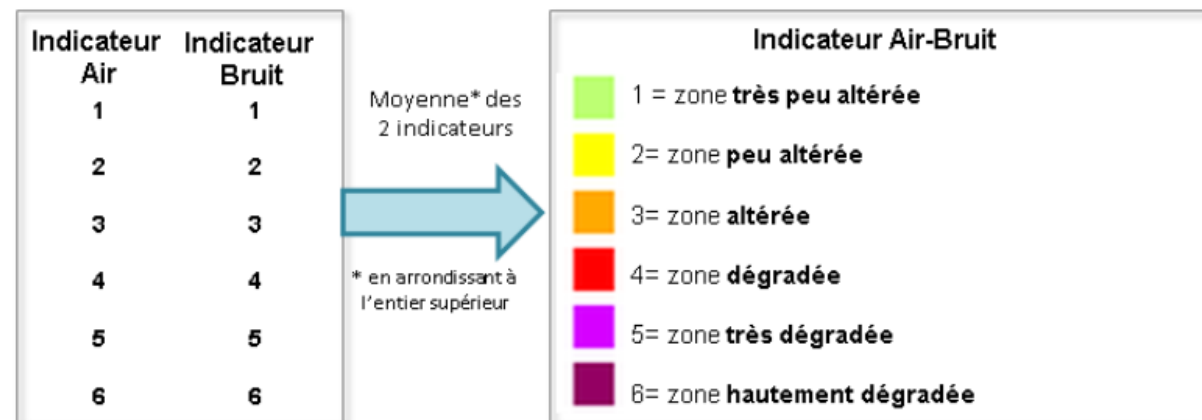 Indicateur Air
Indicateur Bruit
1 1
2 2
3 3
4 4
5 5
6 6
Moyenne* des
2 indicateurs
* en arrondissant à
l'entier supérieur
Indicateur Air-Bruit
1 = zone très peu altérée
2= zone peu altérée
3= zone altérée
4= zone dégradée
5= zone très dégradée
6= zone hautement dégradée